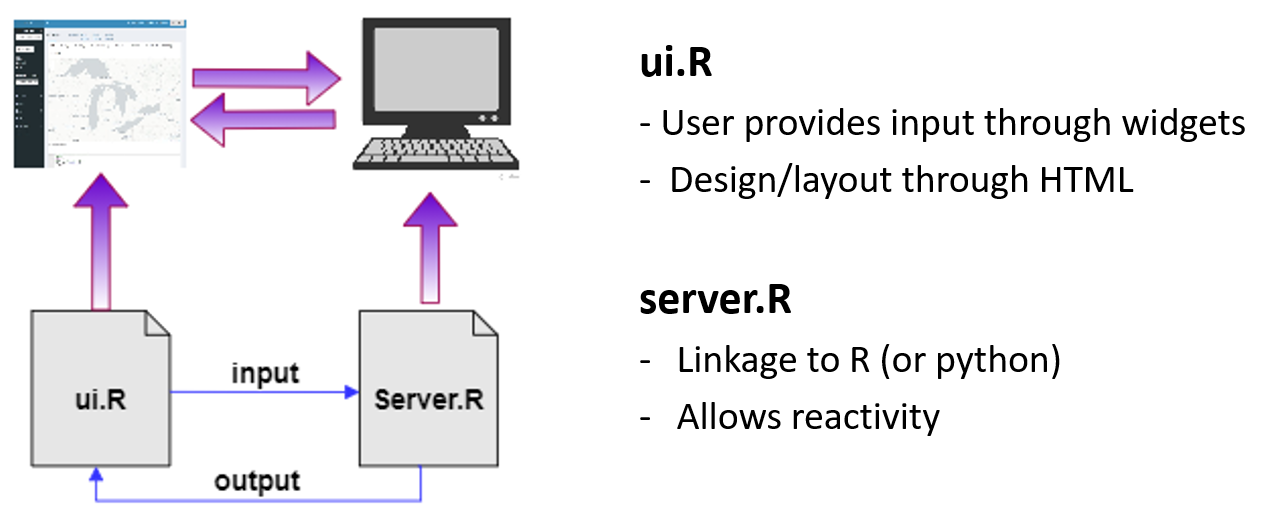 ui.R
- User provides input through widgets
- Design/layout through HTML
server.R
- Linkage to R (or python)
- Allows reactivity
ui.R
input
Server.R
output